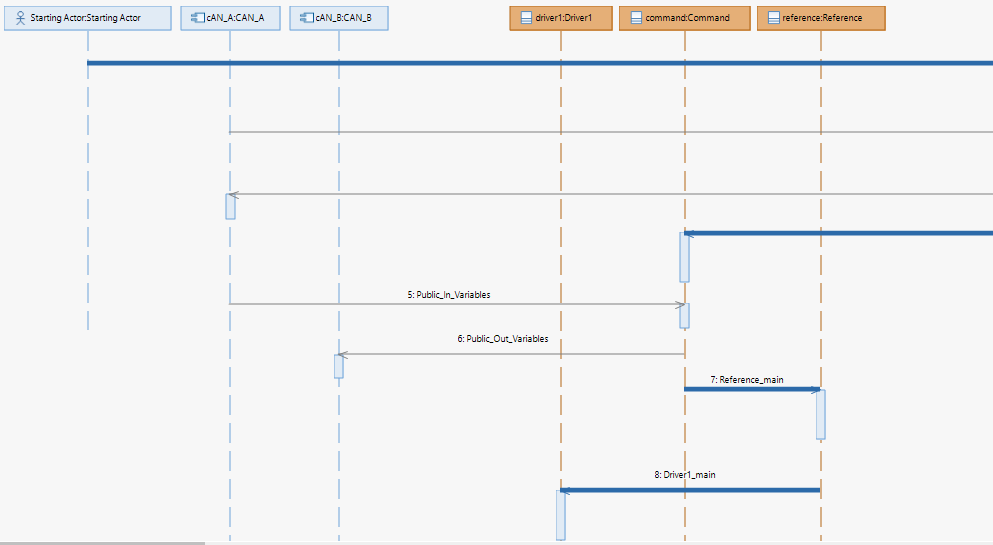 Starting Actor:Starting Actor
cAN_A:CAN_A
cAN_B:CAN_B
driver1:Driver1
command:Command
reference:Reference
5: Public_In_Variables
6: Public_Out_Variables
7: Reference_main
8: Driver1_main